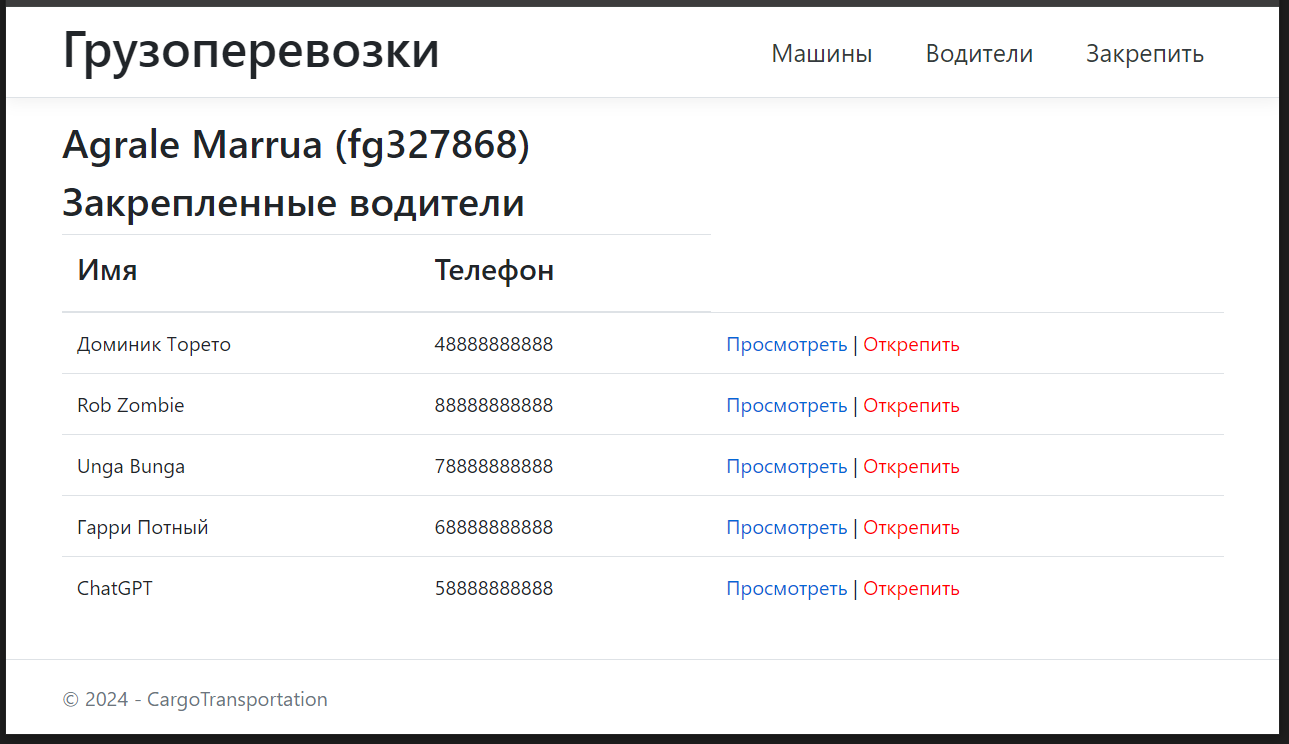 Грузоперевозки Машины Водители Закрепить
Agrale Marrua (fg327868)
Закрепленные водители
Имя Телефон
Доминик Торето 48888888888 Просмотреть | Открепить
Rob Zombie 88888888888 Просмотреть | Открепить
Unga Bunga 78888888888 Просмотреть | Открепить
Гарри Потный 68888888888 Просмотреть | Открепить
ChatGPT 58888888888 Просмотреть | Открепить
© 2024 - CargoTransportation